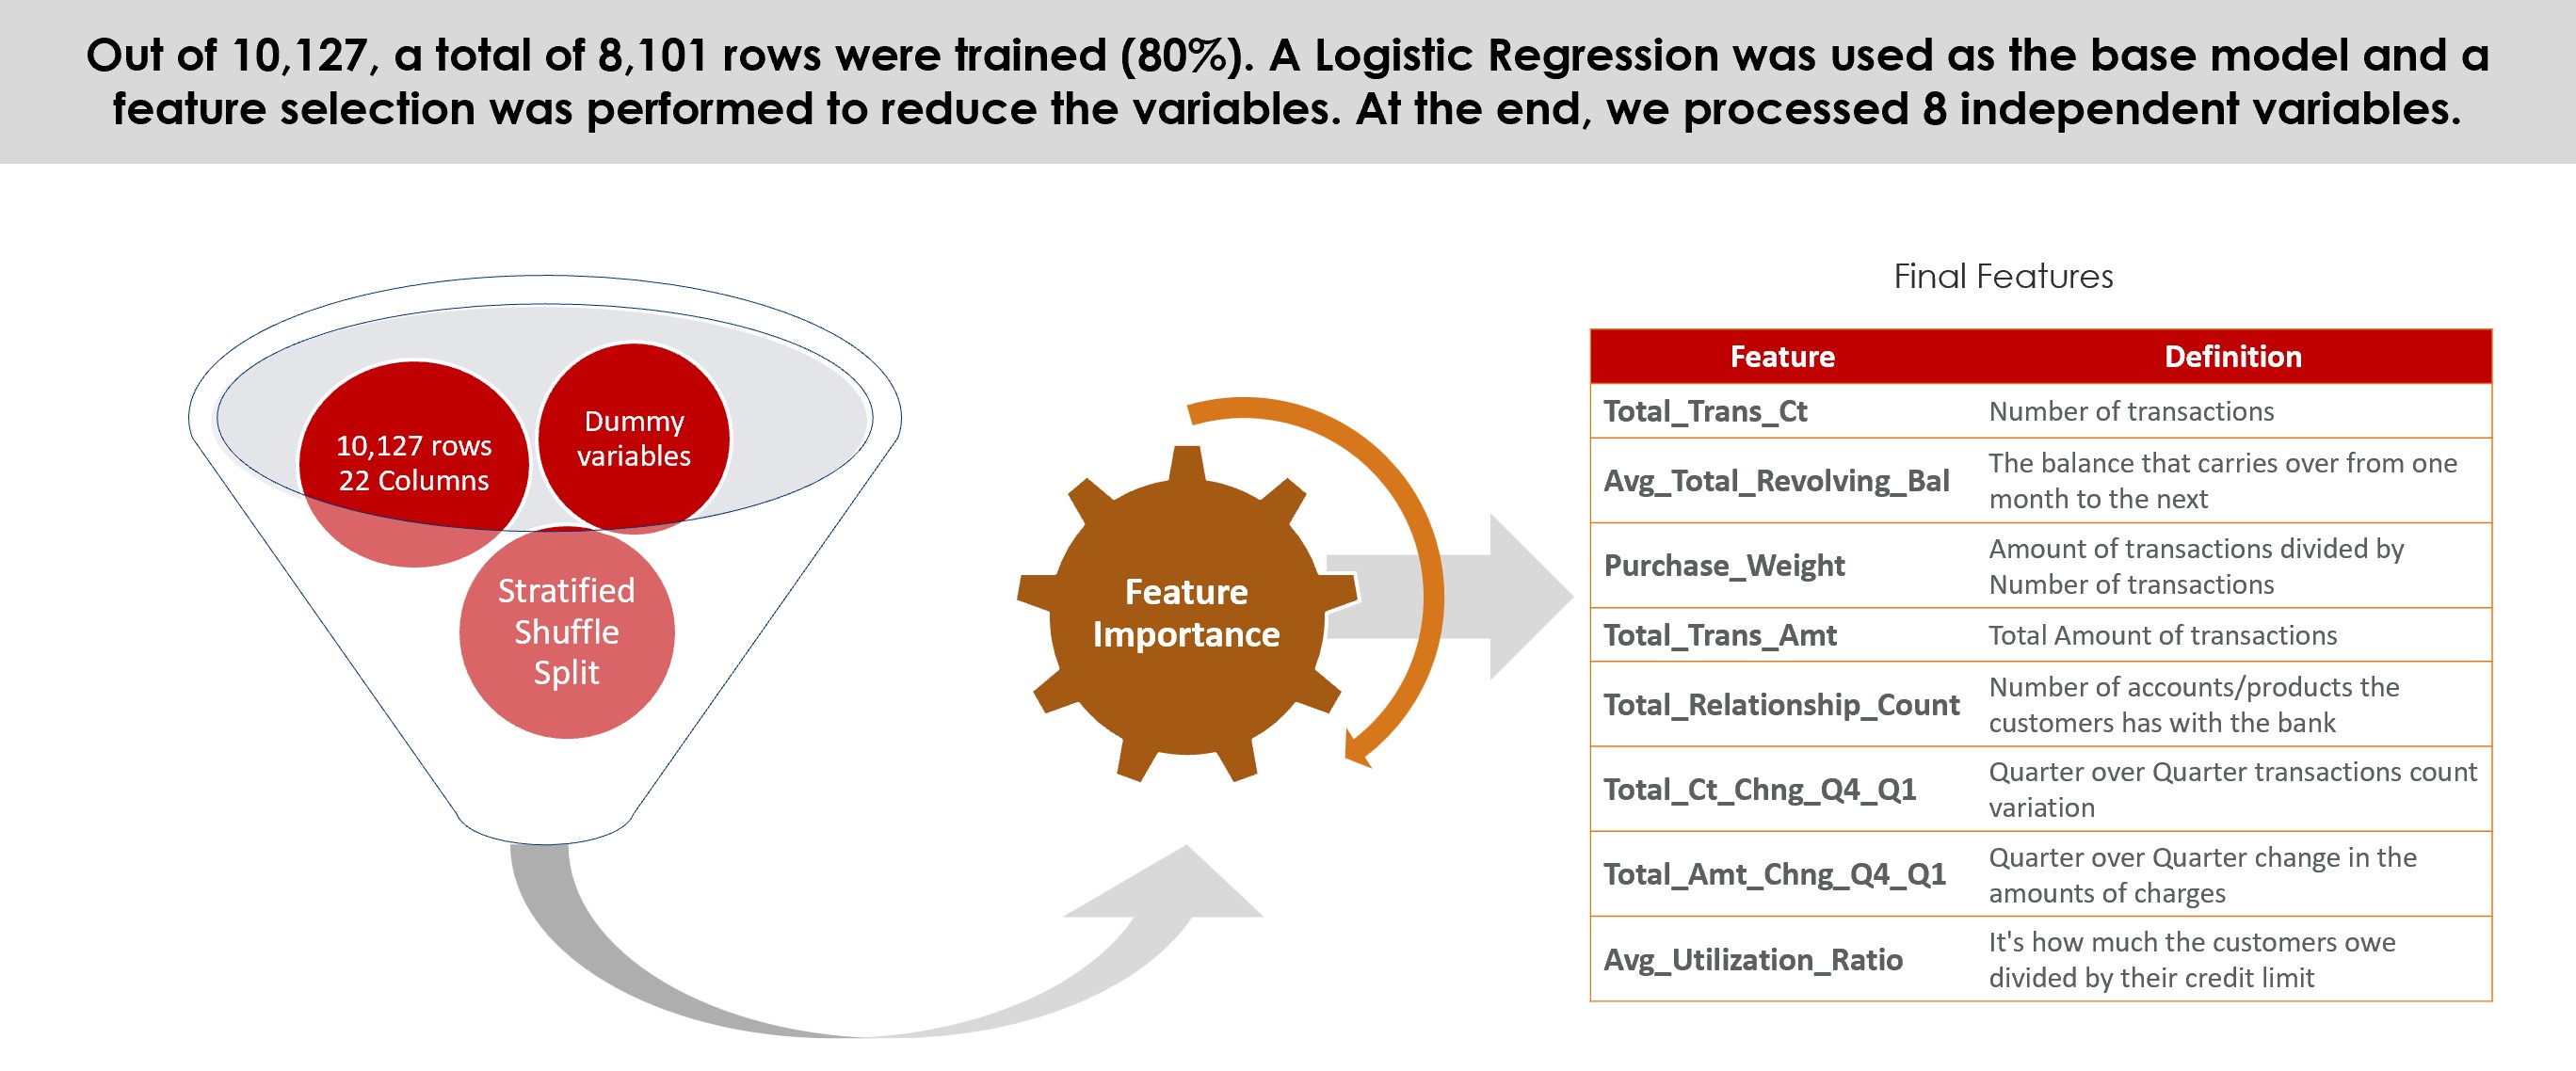 Out of 10,127, a total of 8,101 rows were trained (80%). A Logistic Regression was used as the base model and a
feature selection was performed to reduce the variables. At the end, we processed 8 independent variables.
10,127 rows
22 Columns
Dummy
variables
Stratified
Shuffle
Split
Feature
Importance
Final Features
Feature Definition
Total_Trans_Ct Number of transactions
Avg_Total_Revolving_Bal The balance that carries over from one
month to the next
Purchase_Weight Amount of transactions divided by
Number of transactions
Total_Trans_Amt Total Amount of transactions
Total_Relationship_Count Number of accounts/products the
customers has with the bank
Total_Ct_Chng_Q4_Q1 Quarter over Quarter transactions count
variation
Total_Amt_Chng_Q4_Q1 Quarter over Quarter change in the
amounts of charges
Avg_Utilization_Ratio It's how much the customers owe
divided by their credit limit